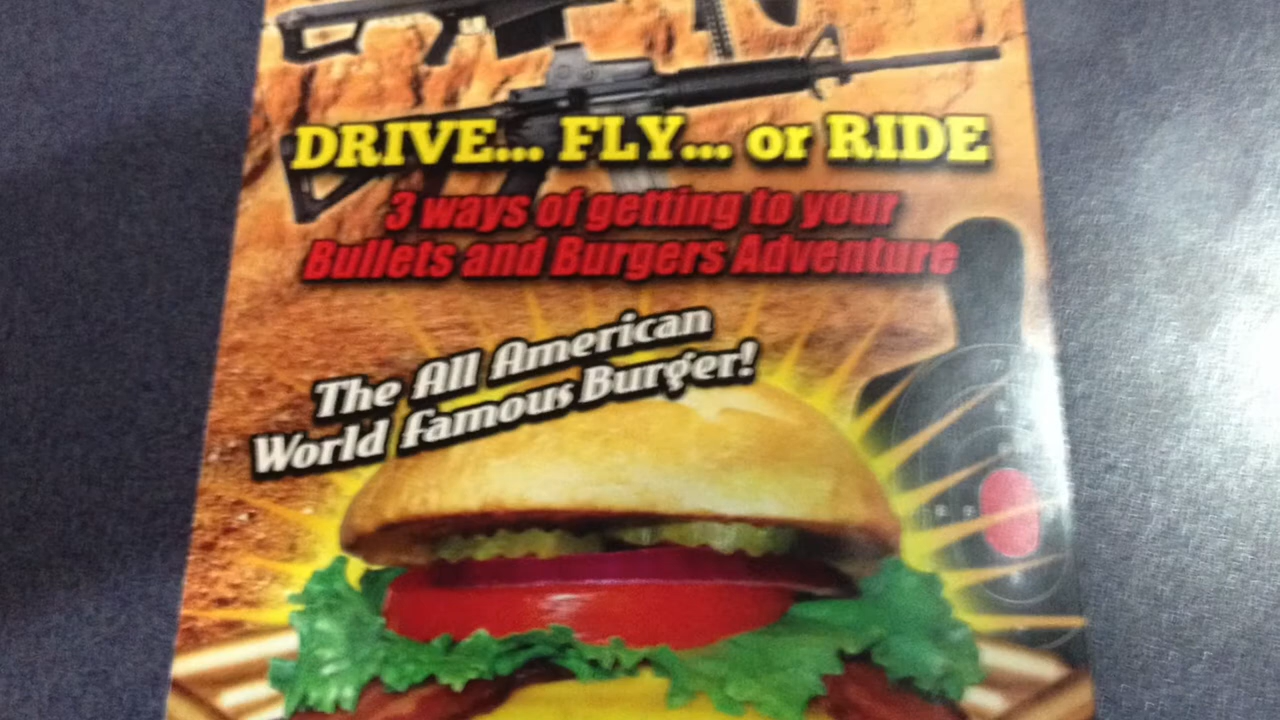 DRIVE... FLY... or RIDE
3 ways of getting to your
Bullets and Burgers Adventure
The All American
World Famous Burger!